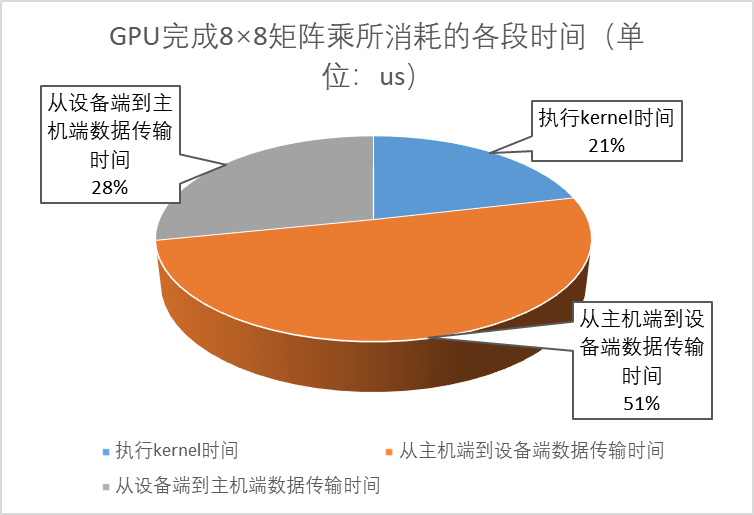 GPU完成8×8矩阵乘所消耗的各段时间（单
位：us）
从设备端到主
机端数据传输
时间
28%
执行kernel时间
21%
从主机端到设
备端数据传输
时间
51%
执行kernel时间
从主机端到设备端数据传输时间
从设备端到主机端数据传输时间